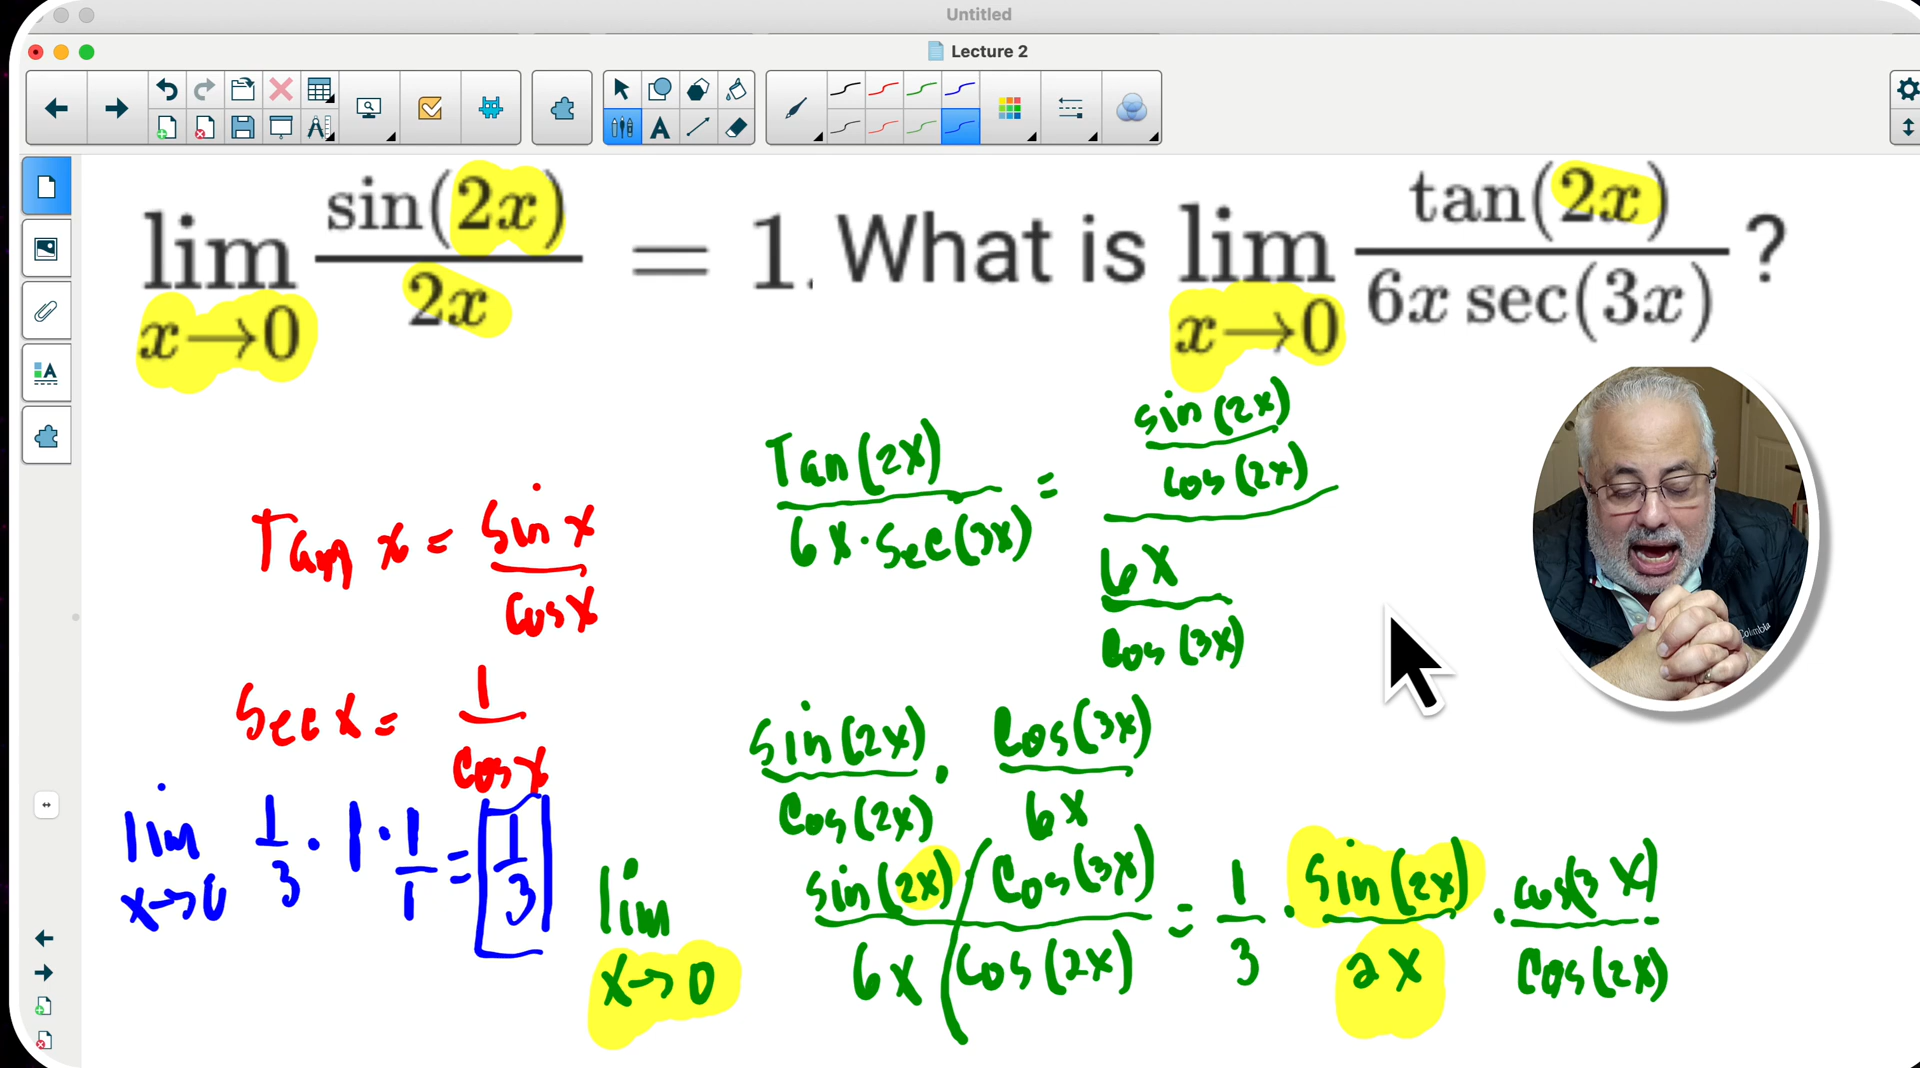 Untitled
Lecture 2
lim x→0 sin(2x) / 2x = 1. What is lim x→0 tan(2x) / 6x sec(3x) ?
Tan x = sin x / cos x
Sec x = 1 / cos x
Tan(2x) / 6x · sec(3x) = sin(2x) / cos(2x) / 6x / cos(3x)
sin(2x) / cos(2x) · cos(3x) / 6x
lim x→0 sin(2x) · cos(3x) / 6x cos(2x) = 1/3 · sin(2x) / 2x · cos(3x) / cos(2x)
lim x→0 1/3 · 1 · 1/1 = 1/3
Columbia